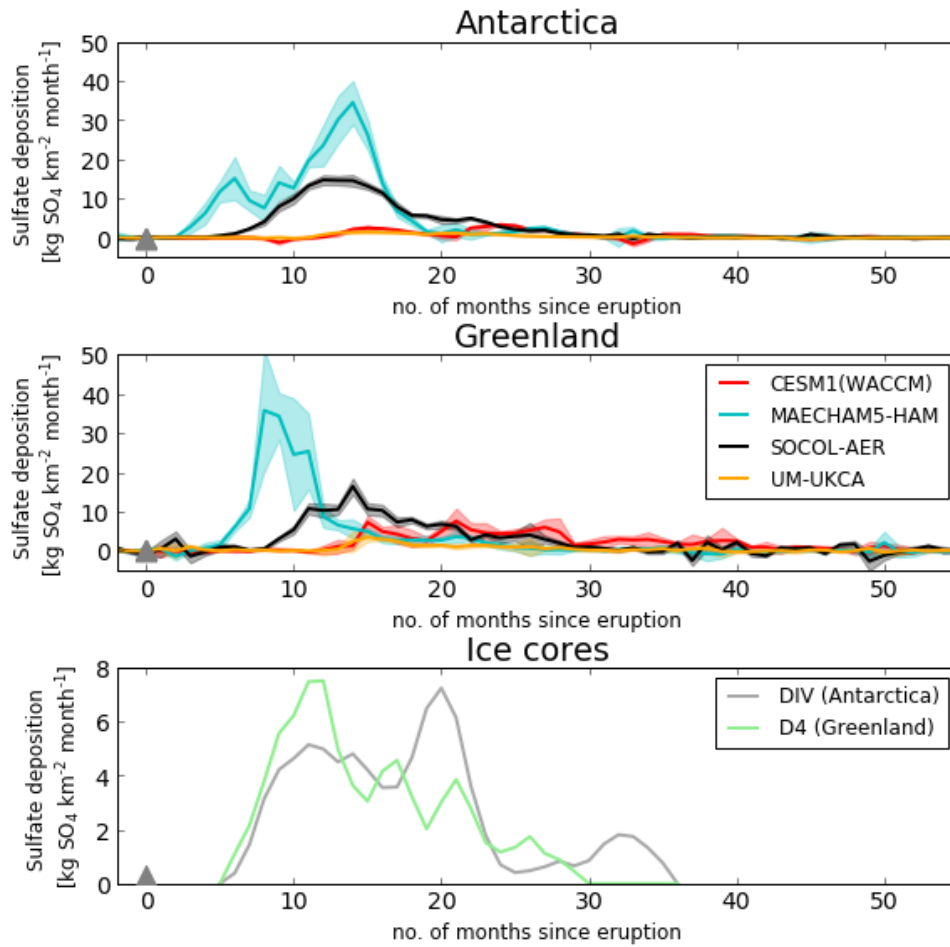 Antarctica
Sulfate deposition
[kg SO₄ km⁻² month⁻¹]
50
40
30
20
10
0
0 10 20 30 40 50
no. of months since eruption
Greenland
Sulfate deposition
[kg SO₄ km⁻² month⁻¹]
50
40
30
20
10
0
CESM1(WACCM)
MAECHAM5-HAM
SOCOL-AER
UM-UKCA
0 10 20 30 40 50
no. of months since eruption
Ice cores
Sulfate deposition
[kg SO₄ km⁻² month⁻¹]
8
6
4
2
0
DIV (Antarctica)
D4 (Greenland)
0 10 20 30 40 50
no. of months since eruption